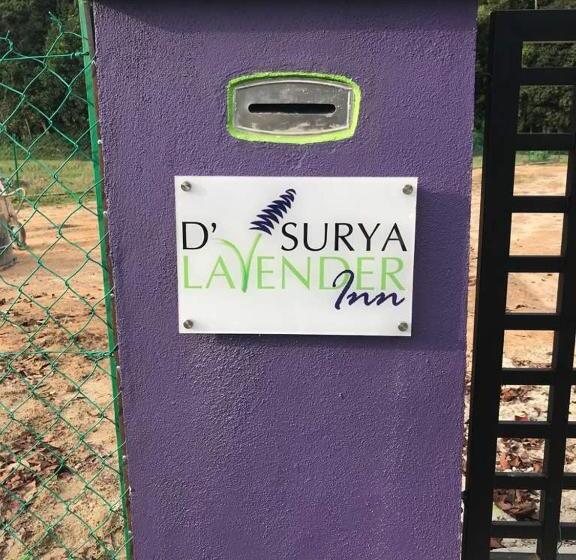 D' SURYA
LAVENDER
Inn